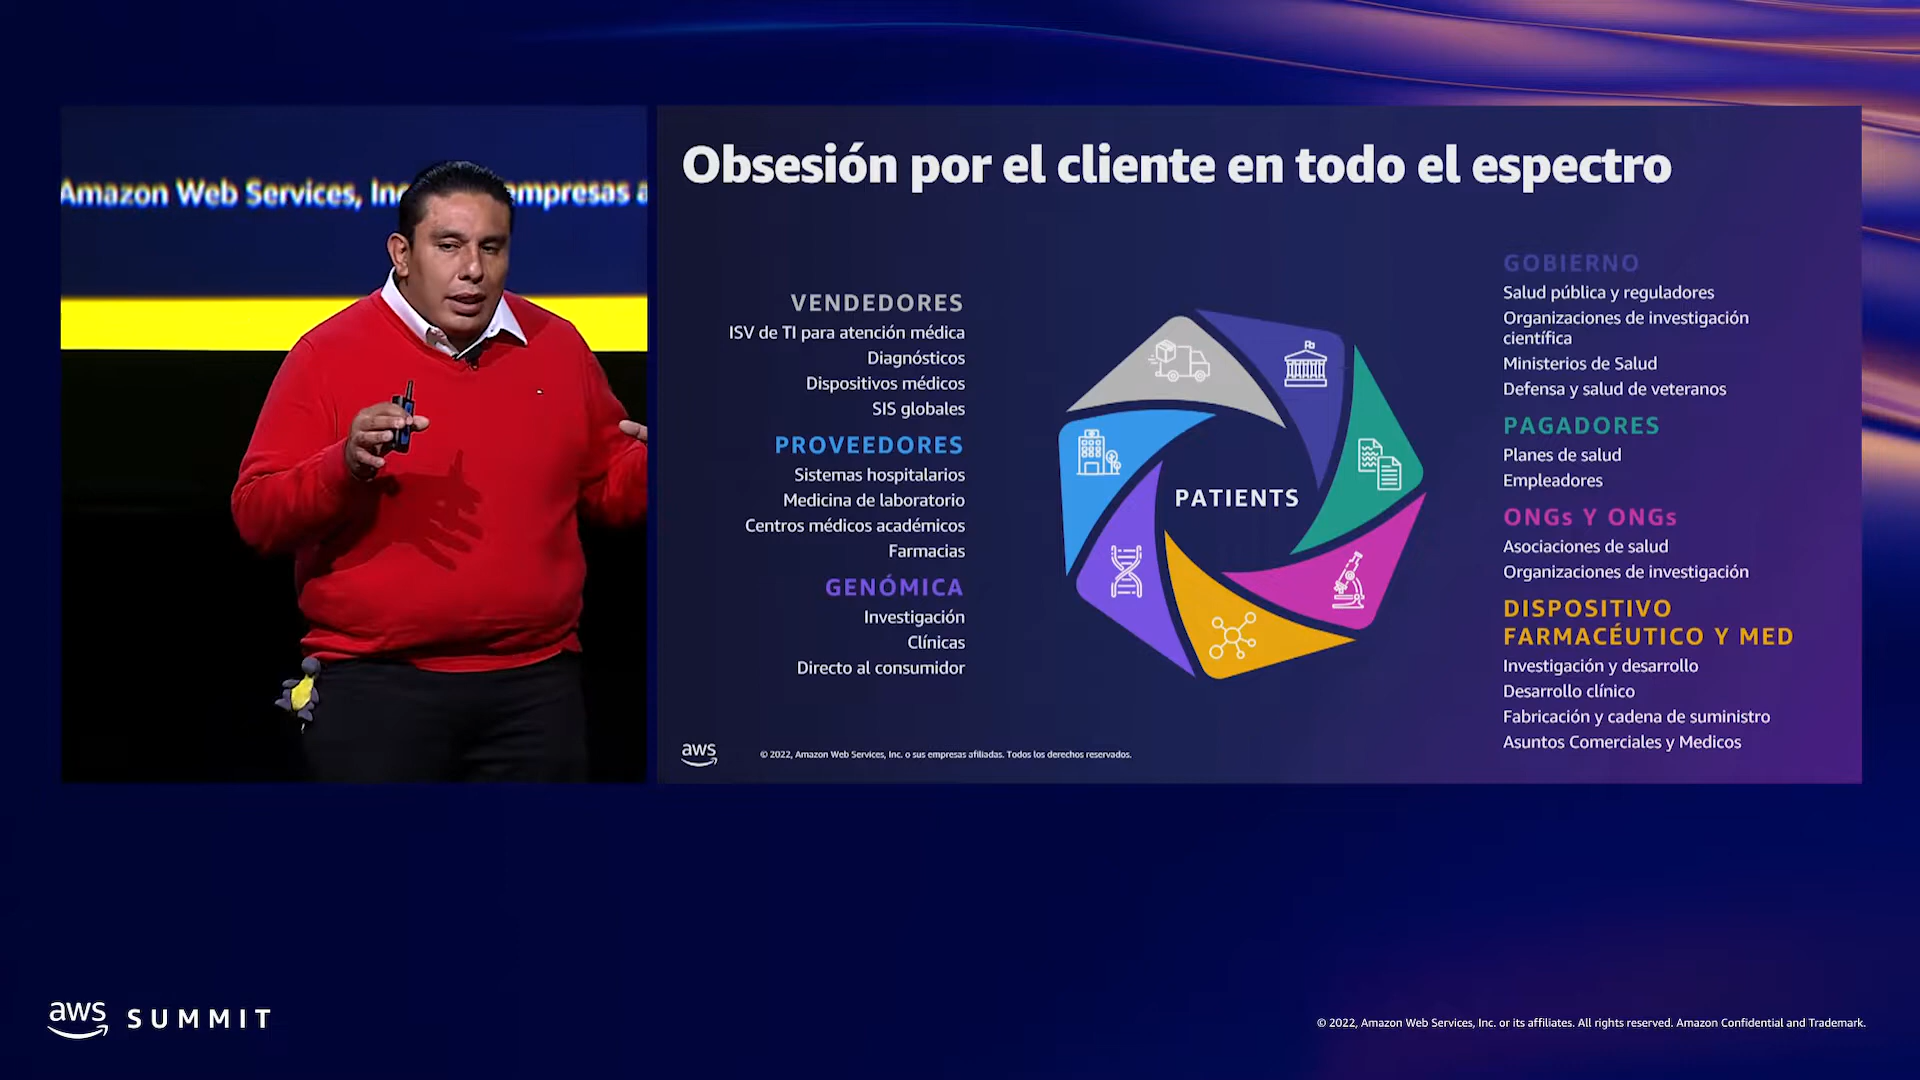 Amazon Web Services, Inc
empresas a
Obsesión por el cliente en todo el espectro
VENDEDORES
ISV de TI para atención médica
Diagnósticos
Dispositivos médicos
SIS globales
PROVEEDORES
Sistemas hospitalarios
Medicina de laboratorio
Centros médicos académicos
Farmacias
GENÓMICA
Investigación
Clínicas
Directo al consumidor
PATIENTS
GOBIERNO
Salud pública y reguladores
Organizaciones de investigación
científica
Ministerios de Salud
Defensa y salud de veteranos
PAGADORES
Planes de salud
Empleadores
ONGs Y ONGs
Asociaciones de salud
Organizaciones de investigación
DISPOSITIVO
FARMACÉUTICO Y MED
Investigación y desarrollo
Desarrollo clínico
Fabricación y cadena de suministro
Asuntos Comerciales y Medicos
aws
© 2022, Amazon Web Services, Inc. o sus empresas afiliadas. Todos los derechos reservados.
aws SUMMIT
© 2022, Amazon Web Services, Inc. or its affiliates. All rights reserved. Amazon Confidential and Trademark.